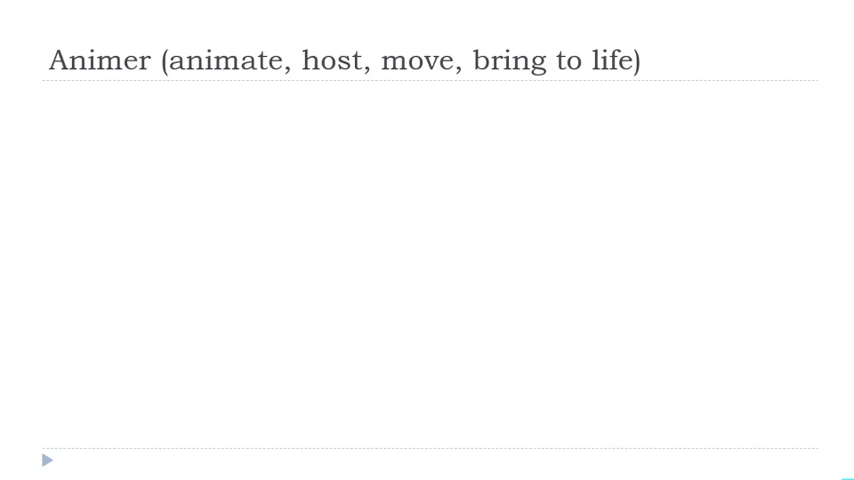 Animer (animate, host, move, bring to life)